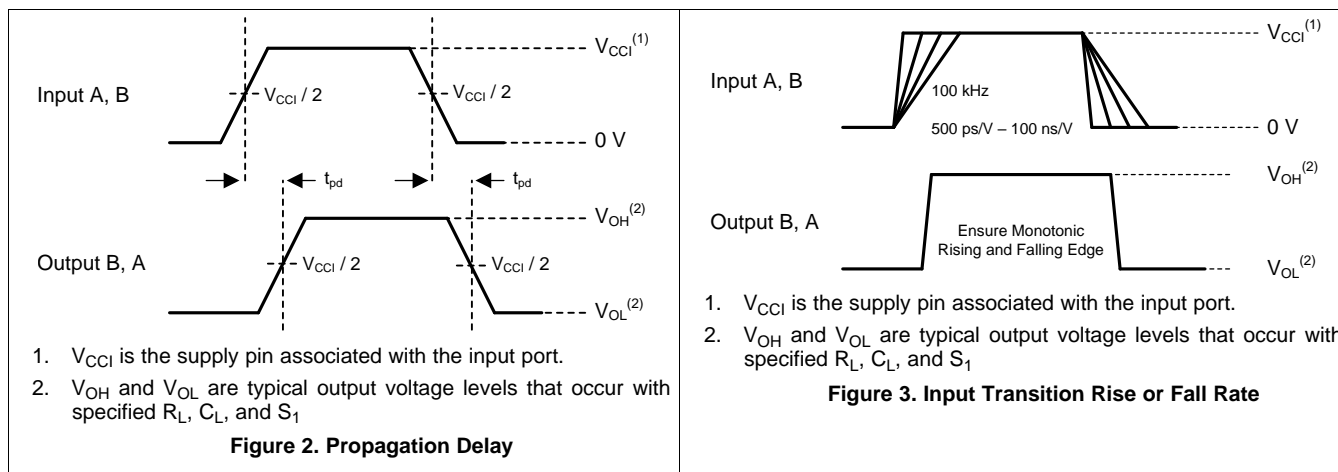 V_CCI^(1)
Input A, B
V_CCI / 2
V_CCI / 2
0 V
t_pd
t_pd
V_OH^(2)
Output B, A
V_CCI / 2
V_CCI / 2
V_OL^(2)
1. V_CCI is the supply pin associated with the input port.
2. V_OH and V_OL are typical output voltage levels that occur with
specified R_L, C_L, and S_1
Figure 2. Propagation Delay
V_CCI^(1)
Input A, B
100 kHz
500 ps/V – 100 ns/V
0 V
V_OH^(2)
Output B, A
Ensure Monotonic
Rising and Falling Edge
V_OL^(2)
1. V_CCI is the supply pin associated with the input port.
2. V_OH and V_OL are typical output voltage levels that occur with
specified R_L, C_L, and S_1
Figure 3. Input Transition Rise or Fall Rate